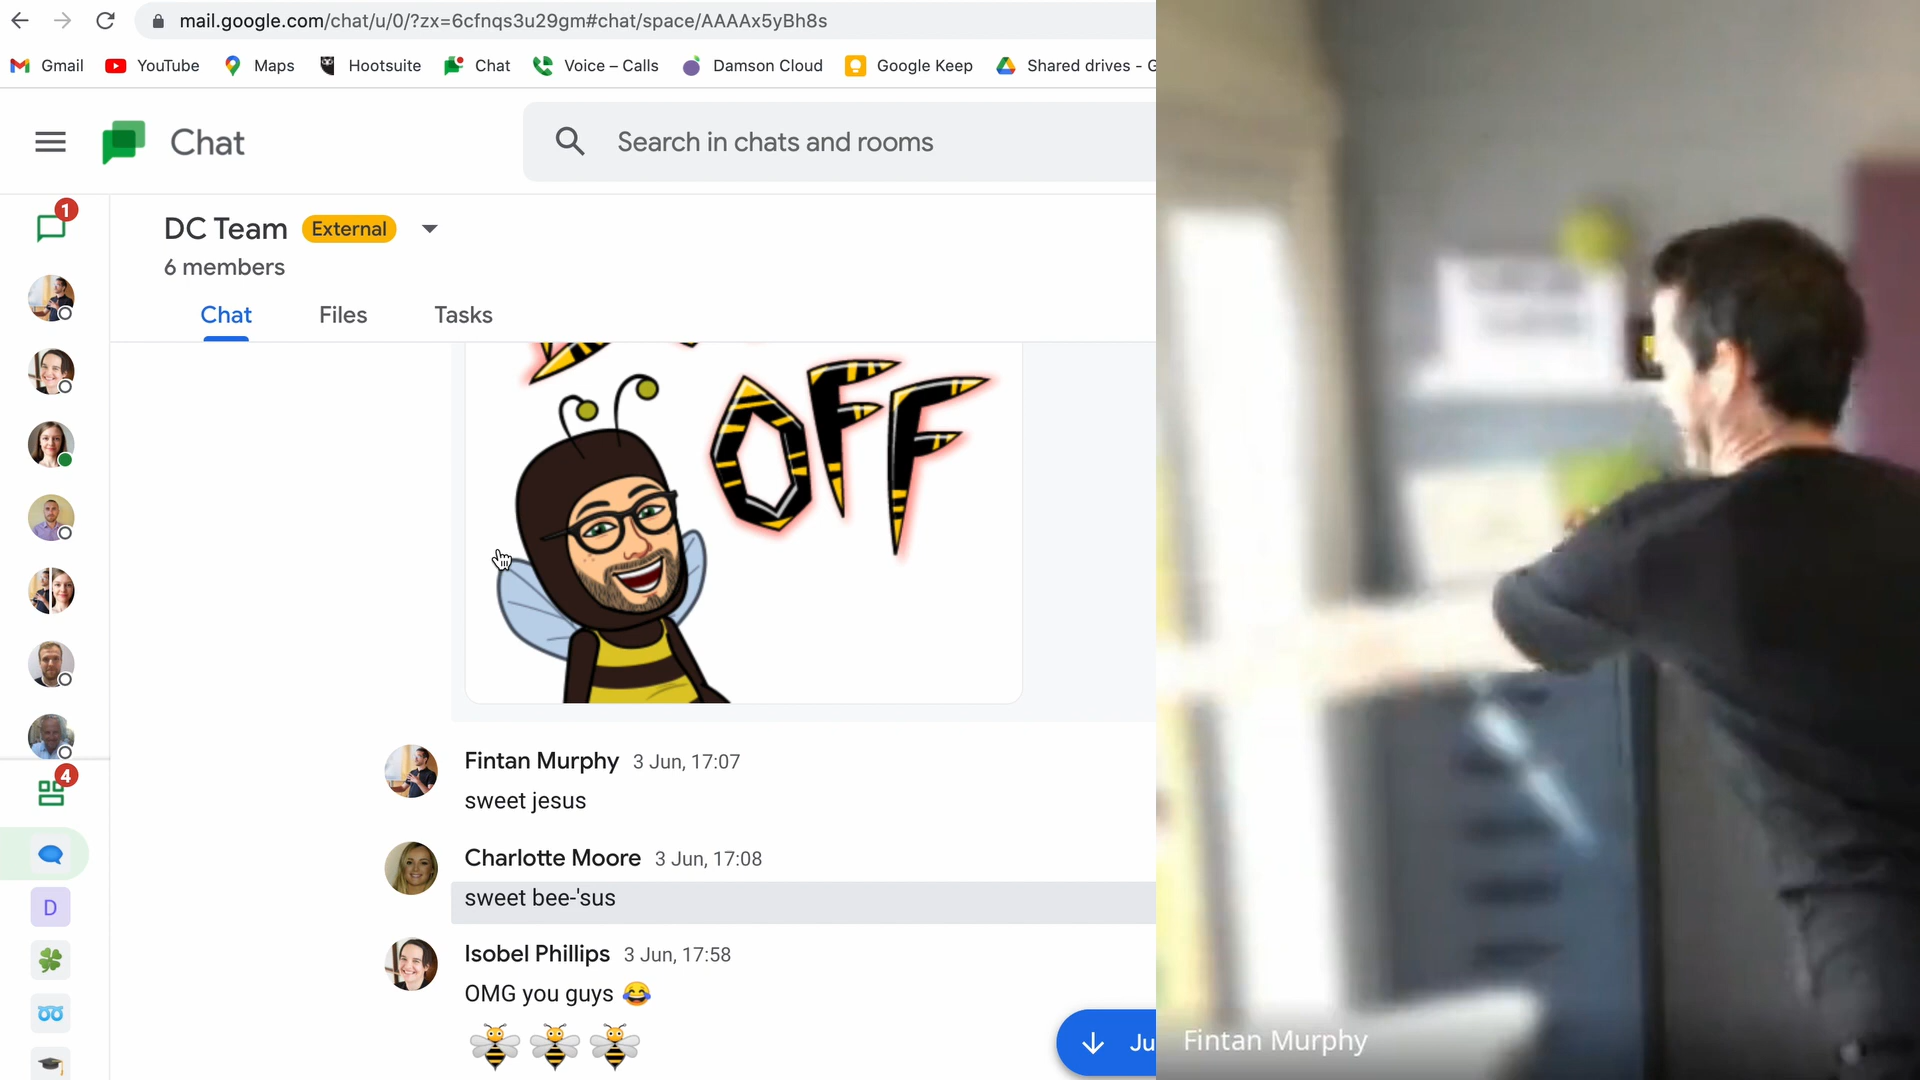 mail.google.com/chat/u/0/?zx=6cfnqs3u29gm#chat/space/AAAAx5yBh8s
Gmail YouTube Maps Hootsuite Chat Voice – Calls Damson Cloud Google Keep Shared drives - G
Chat
Search in chats and rooms
1
DC Team External
6 members
Chat Files Tasks
OFF
Fintan Murphy 3 Jun, 17:07
sweet jesus
4
Charlotte Moore 3 Jun, 17:08
sweet bee-'sus
D
Isobel Phillips 3 Jun, 17:58
OMG you guys 😂
Ju
Fintan Murphy